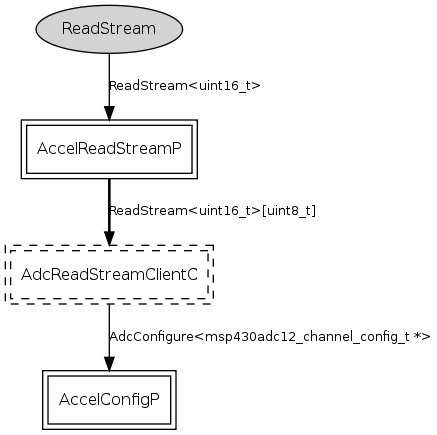 ReadStream
ReadStream<uint16_t>
AccelReadStreamP
ReadStream<uint16_t>[uint8_t]
AdcReadStreamClientC
AdcConfigure<msp430adc12_channel_config_t *>
AccelConfigP